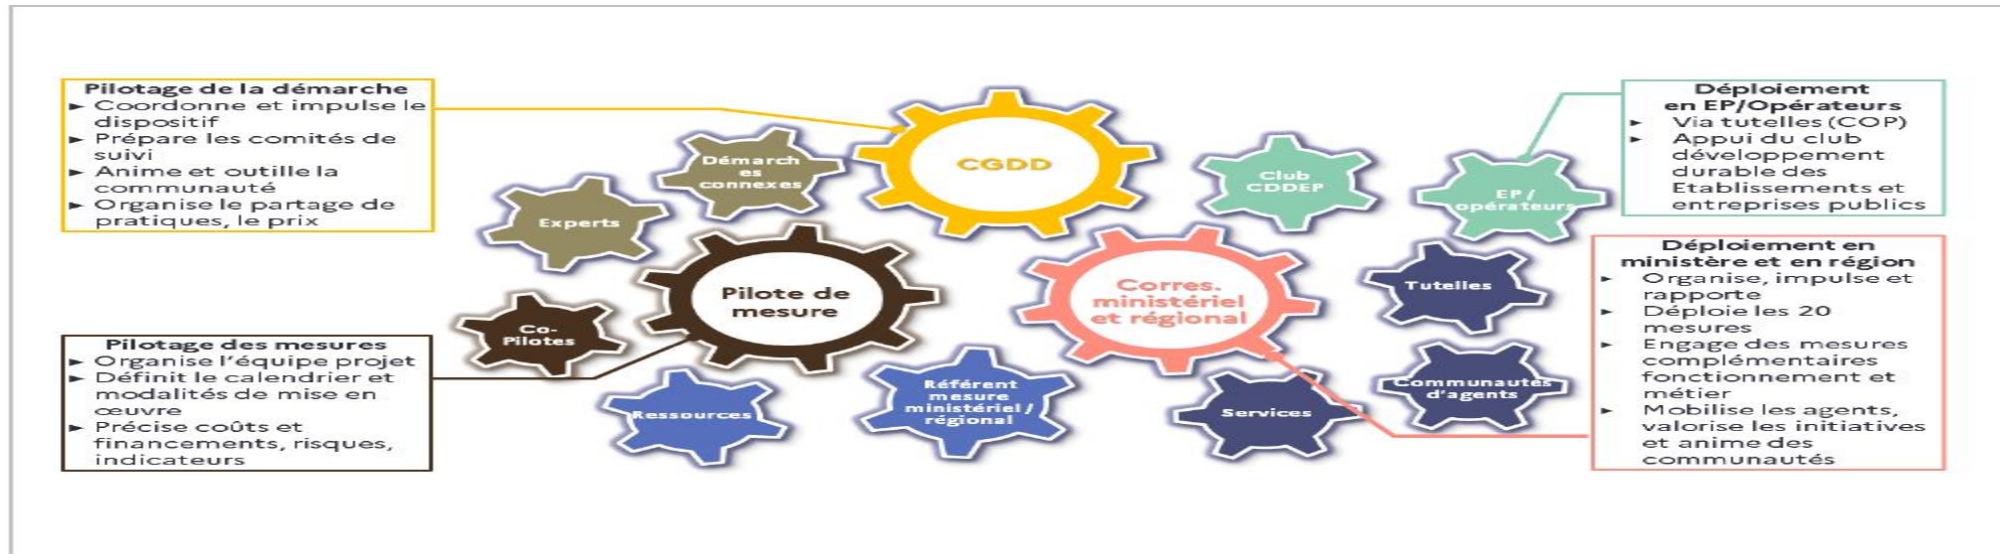 Pilotage de la démarche
► Coordonne et impulse le
dispositif
► Prépare les comités de
suivi
► Anime et outille la
communauté
► Organise le partage de
pratiques, le prix
Pilotage des mesures
► Organise l'équipe projet
► Définit le calendrier et
modalités de mise en
œuvre
► Précise coûts et
financements, risques,
indicateurs
Démarch
es
connexes
Experts
CGDD
Pilote de
mesure
Co-
Pilotes
Ressources
Référent
mesure
ministériel /
régional
Corres.
ministériel
et régional
Club
CDDEP
EP /
opérateurs
Tutelles
Communautés
d'agents
Services
Déploiement
en EP/Opérateurs
► Via tutelles (COP)
► Appui du club
développement
durable des
Etablissements et
entreprises publics
Déploiement en
ministère et en région
► Organise, impulse et
rapporte
► Déploie les 20
mesures
► Engage des mesures
complémentaires
fonctionnement et
métier
► Mobilise les agents,
valorise les initiatives
et anime des
communautés